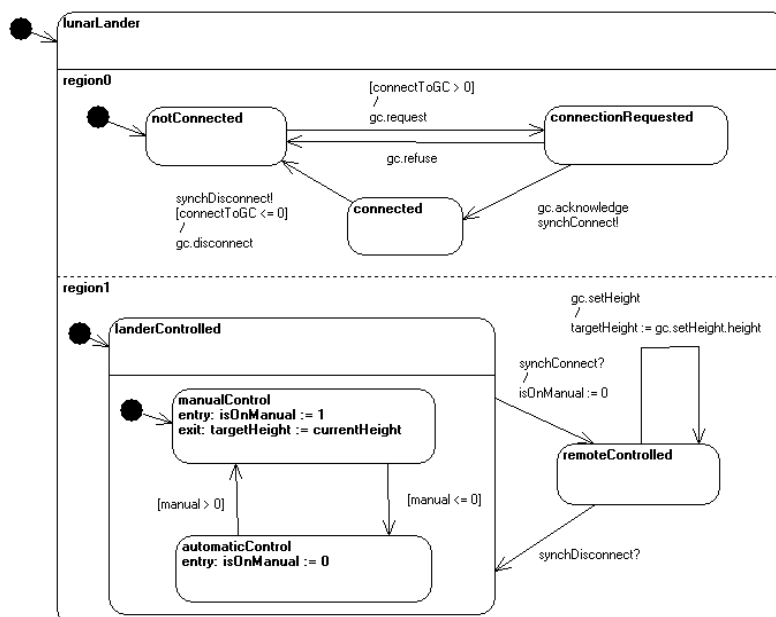 lunarLander
region0
[connectToGC > 0]
/
gc.request
notConnected
connectionRequested
gc.refuse
synchDisconnect!
[connectToGC <= 0]
/
gc.disconnect
connected
gc.acknowledge
synchConnect!
region1
gc.setHeight
/
targetHeight := gc.setHeight.height
landerControlled
synchConnect?
/
isOnManual := 0
manualControl
entry: isOnManual := 1
exit: targetHeight := currentHeight
remoteControlled
[manual > 0]
[manual <= 0]
automaticControl
entry: isOnManual := 0
synchDisconnect?